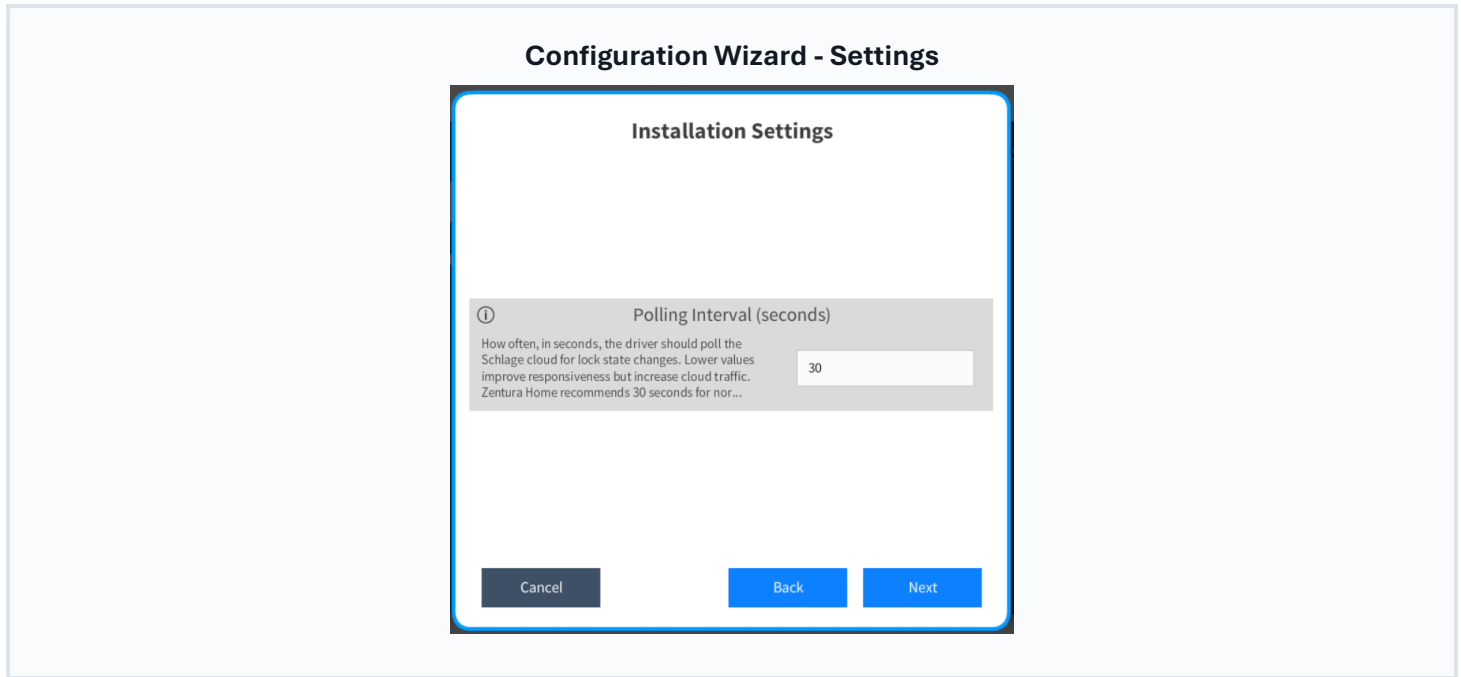 Configuration Wizard - Settings
Installation Settings
Polling Interval (seconds)
How often, in seconds, the driver should poll the
Schlage cloud for lock state changes. Lower values
improve responsiveness but increase cloud traffic.
Zentura Home recommends 30 seconds for nor...
30
Cancel
Back
Next